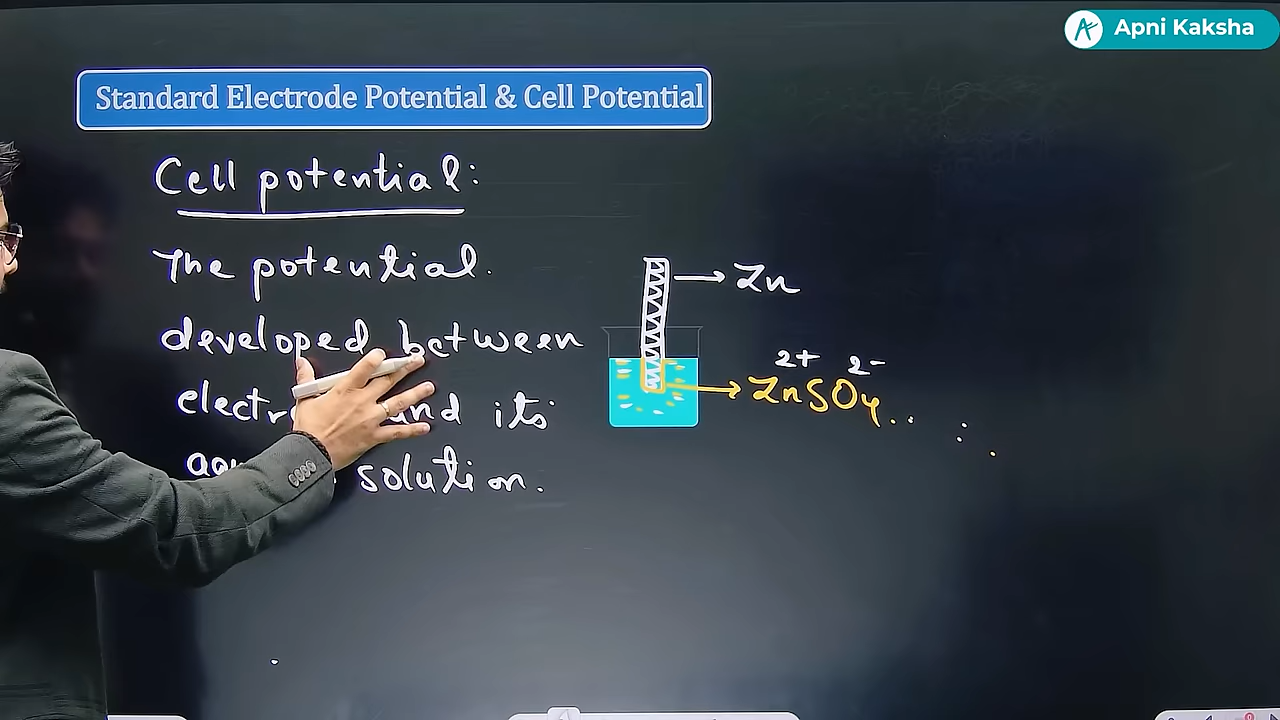 Apni Kaksha
Standard Electrode Potential & Cell Potential
Cell potential:
The potential.
developed between
its
solution.
Zn
2+ 2-
ZnSO4..